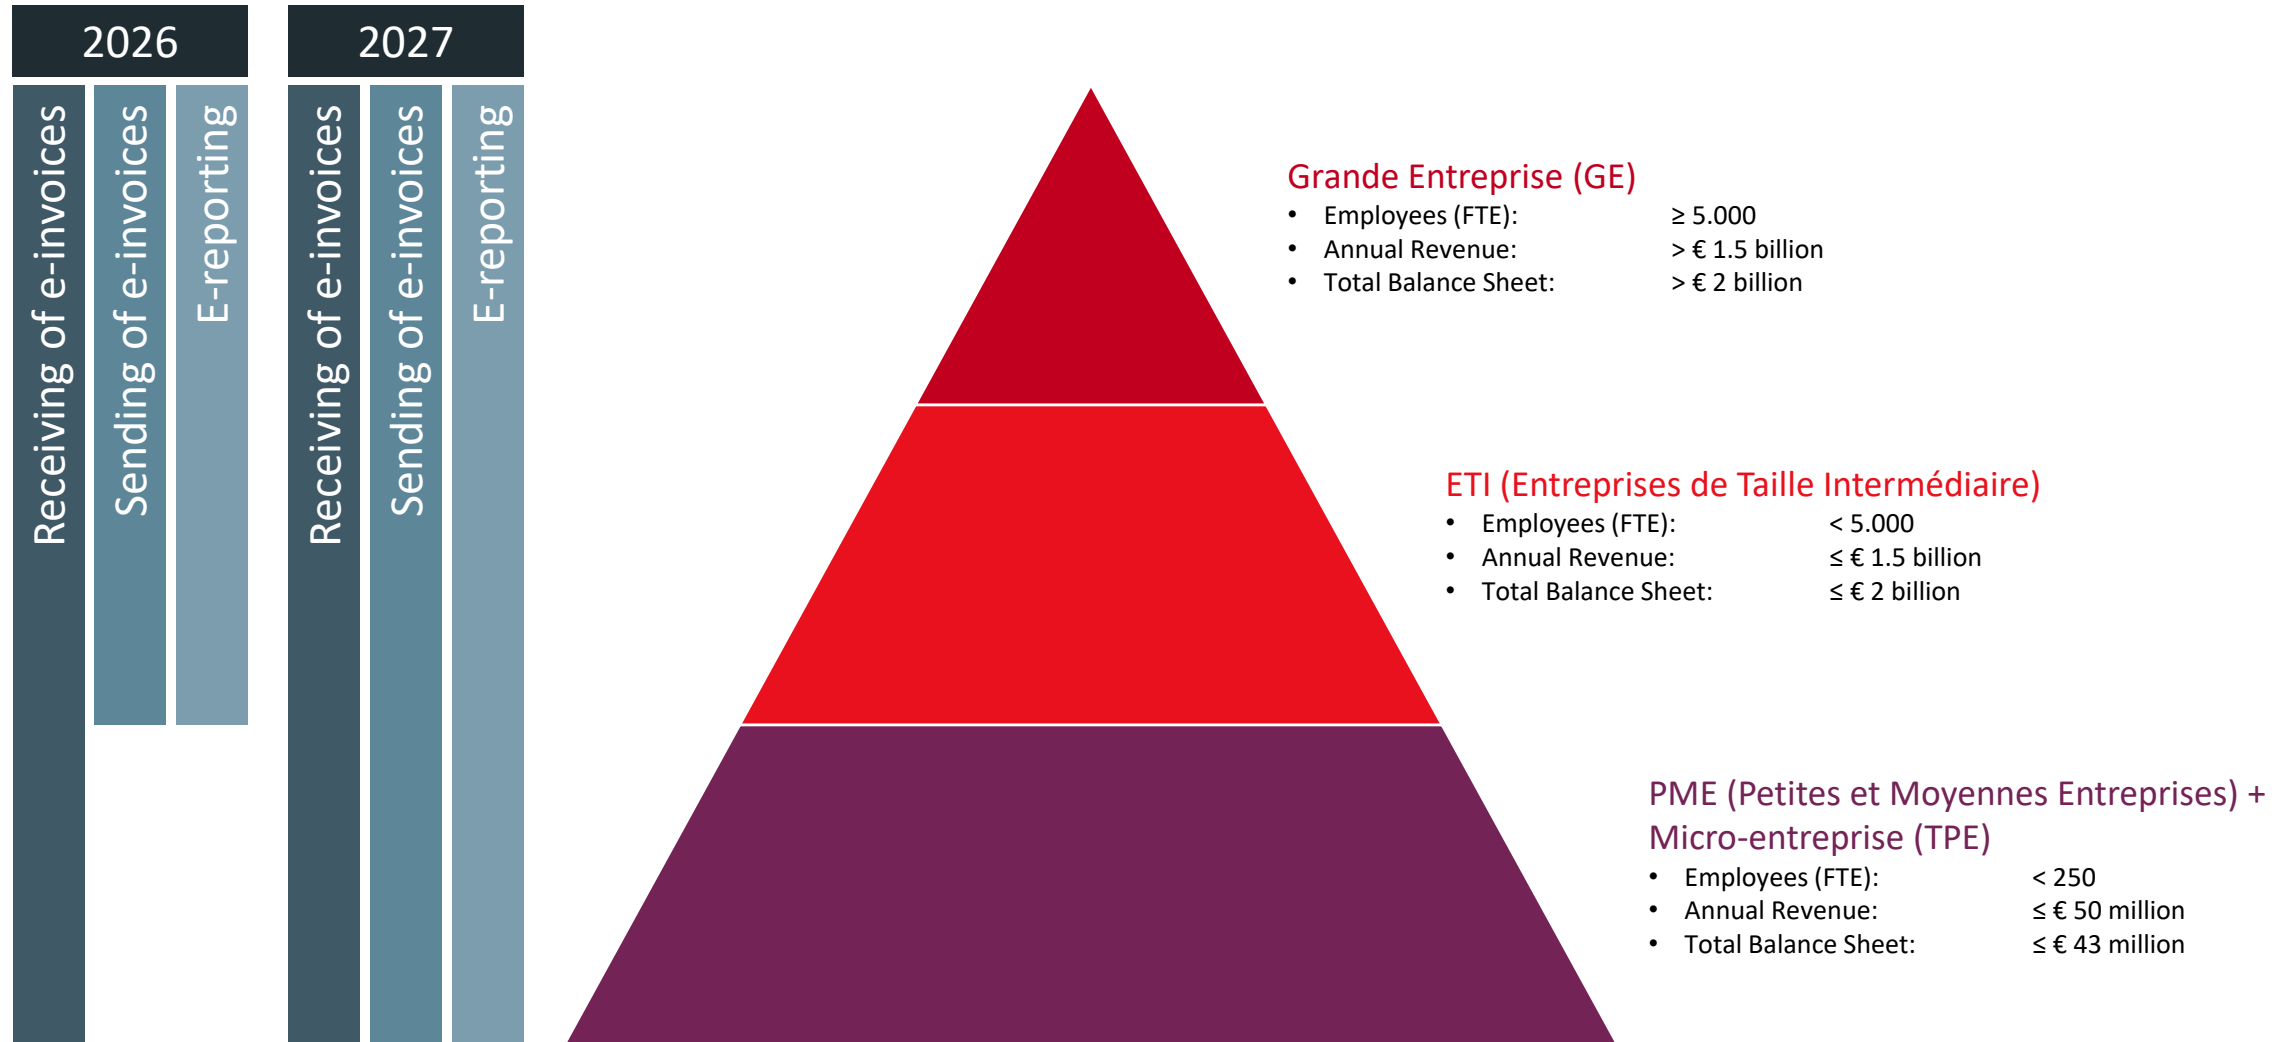 2026
Receiving of e-invoices
Sending of e-invoices
E-reporting
2027
Receiving of e-invoices
Sending of e-invoices
E-reporting
Grande Entreprise (GE)
• Employees (FTE): ≥ 5.000
• Annual Revenue: > € 1.5 billion
• Total Balance Sheet: > € 2 billion
ETI (Entreprises de Taille Intermédiaire)
• Employees (FTE): < 5.000
• Annual Revenue: ≤ € 1.5 billion
• Total Balance Sheet: ≤ € 2 billion
PME (Petites et Moyennes Entreprises) +
Micro-entreprise (TPE)
• Employees (FTE): < 250
• Annual Revenue: ≤ € 50 million
• Total Balance Sheet: ≤ € 43 million